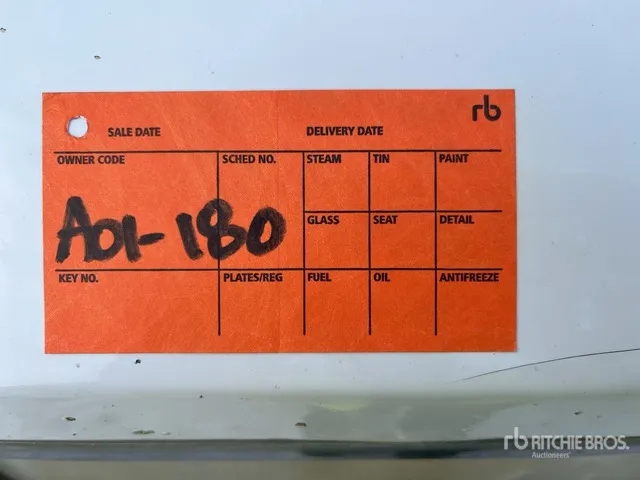 rb
SALE DATE DELIVERY DATE
OWNER CODE SCHED NO. STEAM TIN PAINT
A01-180
GLASS SEAT DETAIL
KEY NO. PLATES/REG FUEL OIL ANTIFREEZE
rb RITCHIE BROS.
Auctioneers